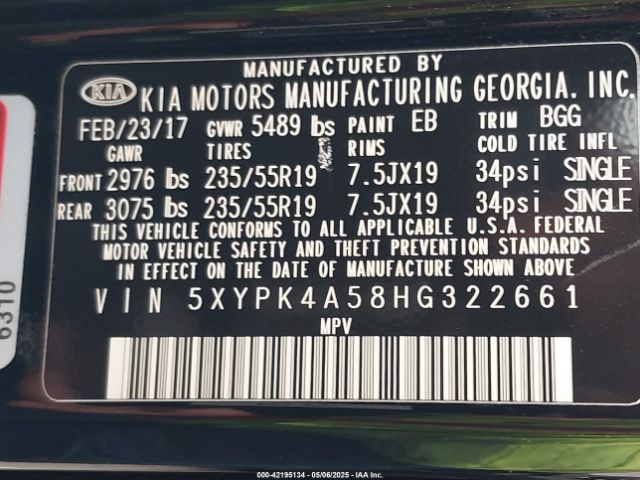 MANUFACTURED BY
KIA KIA MOTORS MANUFACTURING GEORGIA. INC.
FEB/23/17 GVWR 5489 lbs PAINT EB TRIM BGG
GAWR TIRES RIMS COLD TIRE INFL
FRONT 2976 lbs 235/55R19 7.5JX19 34psi SINGLE
REAR 3075 lbs 235/55R19 7.5JX19 34psi SINGLE
THIS VEHICLE CONFORMS TO ALL APPLICABLE U.S.A. FEDERAL
MOTOR VEHICLE SAFETY AND THEFT PREVENTION STANDARDS
IN EFFECT ON THE DATE OF MANUFACTURE SHOWN ABOVE
VIN 5XYPK4A58HG322661
MPV
6310
000-42195134 - 05/06/2025 - IAA Inc.